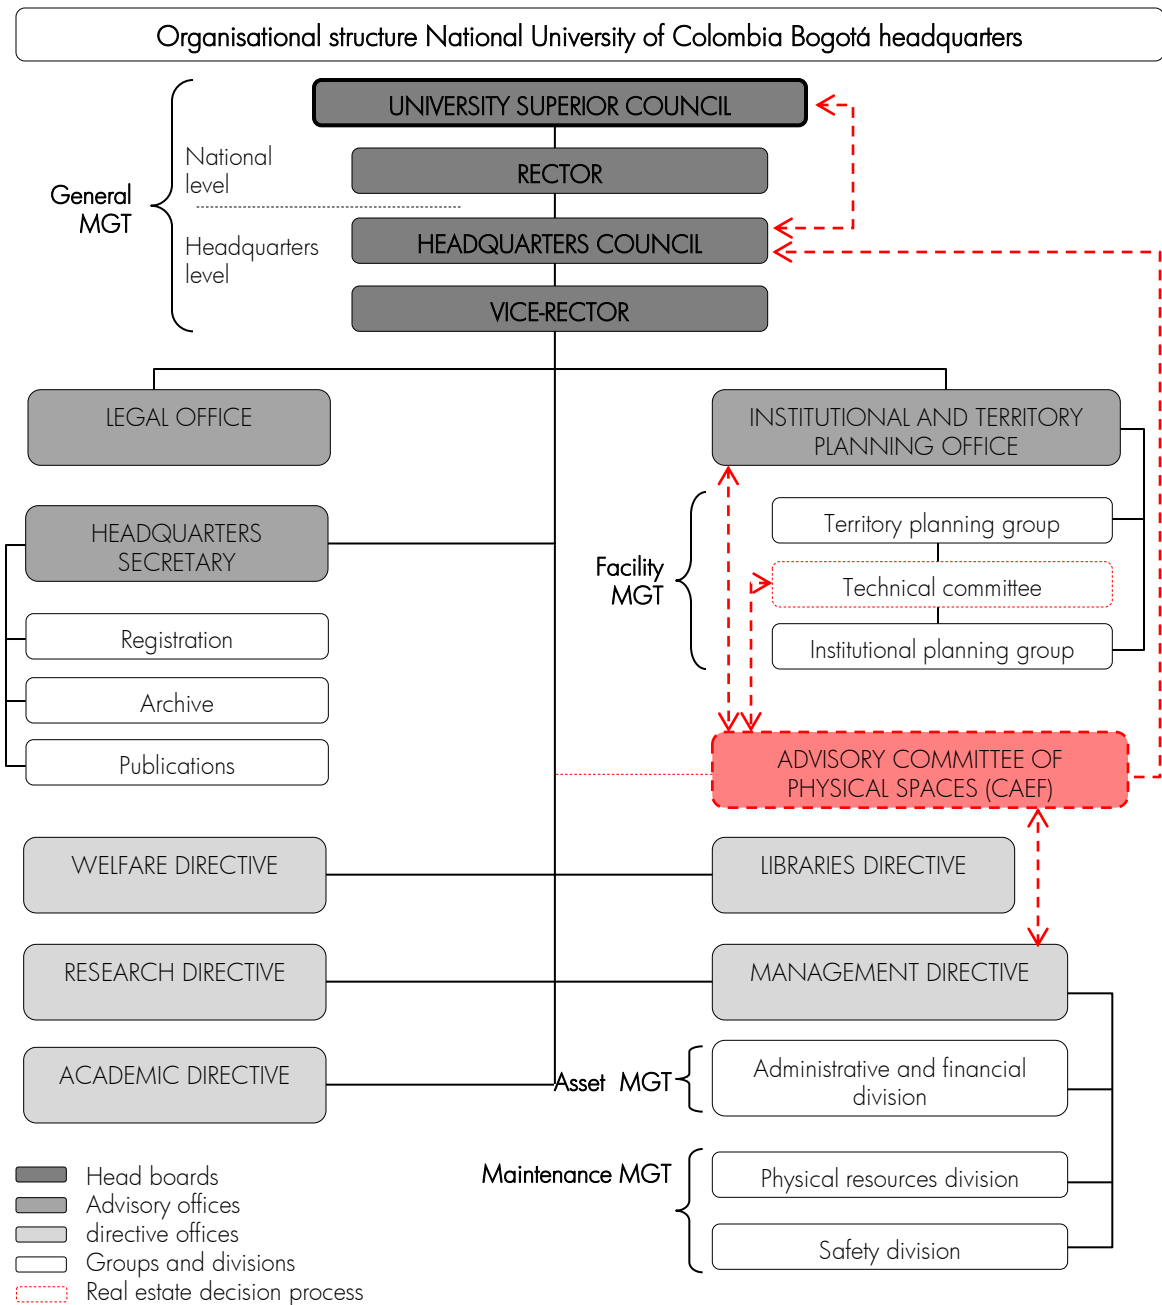 Organisational structure National University of Colombia Bogotá headquarters
UNIVERSITY SUPERIOR COUNCIL
National
level
RECTOR
General
MGT
HEADQUARTERS COUNCIL
Headquarters
level
VICE-RECTOR
LEGAL OFFICE
INSTITUTIONAL AND TERRITORY
PLANNING OFFICE
HEADQUARTERS
SECRETARY
Territory planning group
Facility
MGT
Technical committee
Institutional planning group
Registration
Archive
Publications
ADVISORY COMMITTEE OF
PHYSICAL SPACES (CAEF)
WELFARE DIRECTIVE
LIBRARIES DIRECTIVE
RESEARCH DIRECTIVE
MANAGEMENT DIRECTIVE
ACADEMIC DIRECTIVE
Asset MGT
Administrative and financial
division
Maintenance MGT
Physical resources division
Safety division
Head boards
Advisory offices
directive offices
Groups and divisions
Real estate decision process